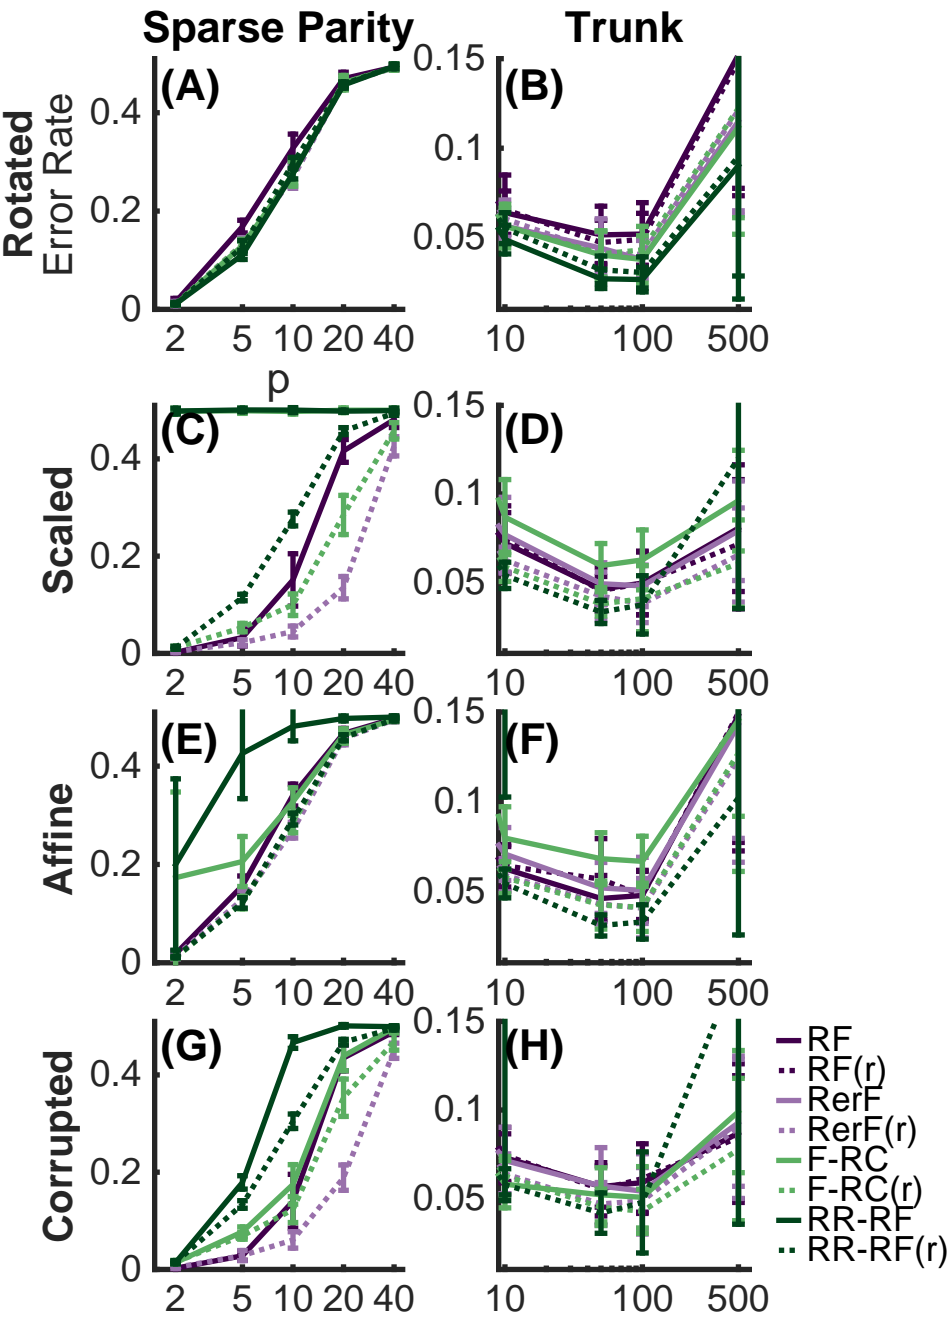 Sparse Parity Trunk
Rotated
Error Rate
(A)
0.4
0.2
0
2 5 10 20 40
p
(B)
0.15
0.1
0.05
10 100 500
Scaled
(C)
0.4
0.2
0
2 5 10 20 40
(D)
0.15
0.1
0.05
10 100 500
Affine
(E)
0.4
0.2
0
2 5 10 20 40
(F)
0.15
0.1
0.05
10 100 500
Corrupted
(G)
0.4
0.2
0
2 5 10 20 40
(H)
0.15
0.1
0.05
10 100 500
RF
RF(r)
RerF
RerF(r)
F-RC
F-RC(r)
RR-RF
RR-RF(r)